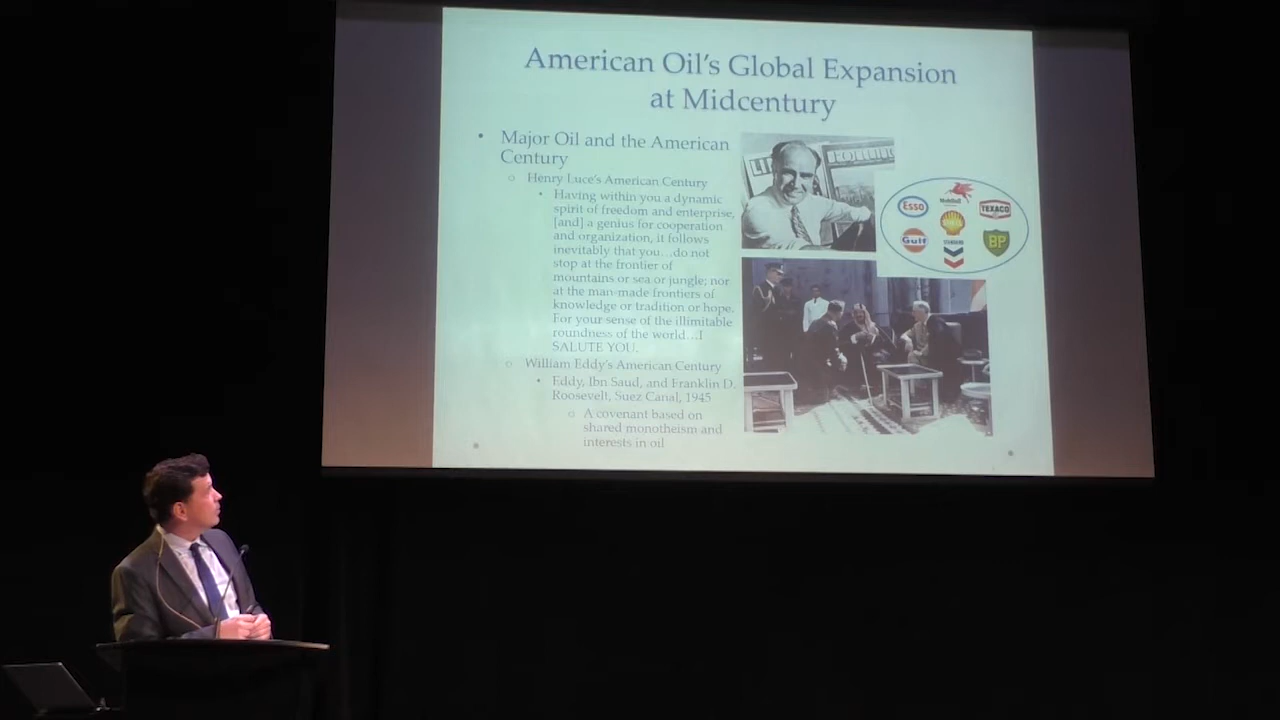 American Oil's Global Expansion
at Midcentury
• Major Oil and the American
Century
○ Henry Luce's American Century
• Having within you a dynamic
spirit of freedom and enterprise,
[and] a genius for cooperation
and organization, it follows
inevitably that you…do not
stop at the frontier of
mountains or sea or jungle; nor
at the man-made frontiers of
knowledge or tradition or hope.
For your sense of the illimitable
roundness of the world…I
SALUTE YOU.
○ William Eddy's American Century
• Eddy, Ibn Saud, and Franklin D.
Roosevelt, Suez Canal, 1945
○ A covenant based on
shared monotheism and
interests in oil
Esso
Mobil
TEXACO
Gulf
STANDARD
BP